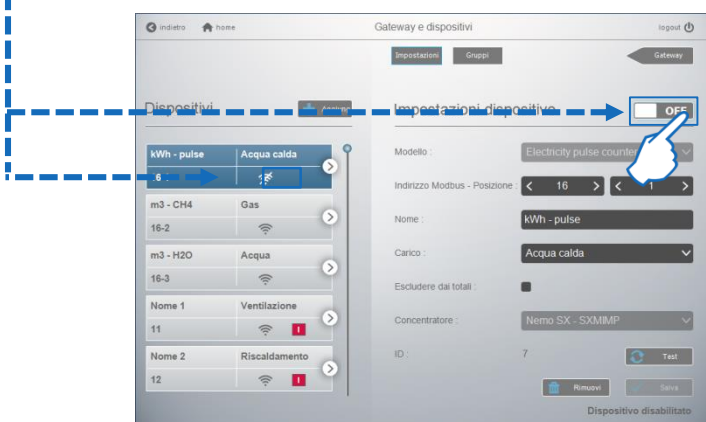 indietro home Gateway e dispositivi logout
Impostazioni Gruppi Gateway
Dispositivi Impostazioni dispositivo OFF
kWh - pulse Acqua calda
m3 - CH4 Gas
16-2
m3 - H2O Acqua
16-3
Nome 1 Ventilazione
11 I
Nome 2 Riscaldamento
12 I
Modello : Electricity pulse counter
Indirizzo Modbus - Posizione : 16 1
Nome : kWh - pulse
Carico : Acqua calda
Escludere dai totali :
Concentratore : Nemo SX - SXMIMP
ID : 7 Test
Rimuovi Salva
Dispositivo disabilitato